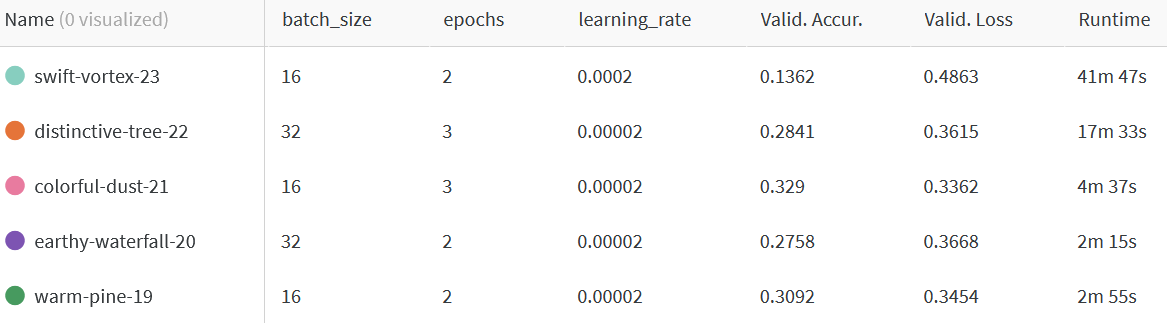 Name (0 visualized) batch_size epochs learning_rate Valid. Accur. Valid. Loss Runtime
swift-vortex-23 16 2 0.0002 0.1362 0.4863 41m 47s
distinctive-tree-22 32 3 0.00002 0.2841 0.3615 17m 33s
colorful-dust-21 16 3 0.00002 0.329 0.3362 4m 37s
earthy-waterfall-20 32 2 0.00002 0.2758 0.3668 2m 15s
warm-pine-19 16 2 0.00002 0.3092 0.3454 2m 55s